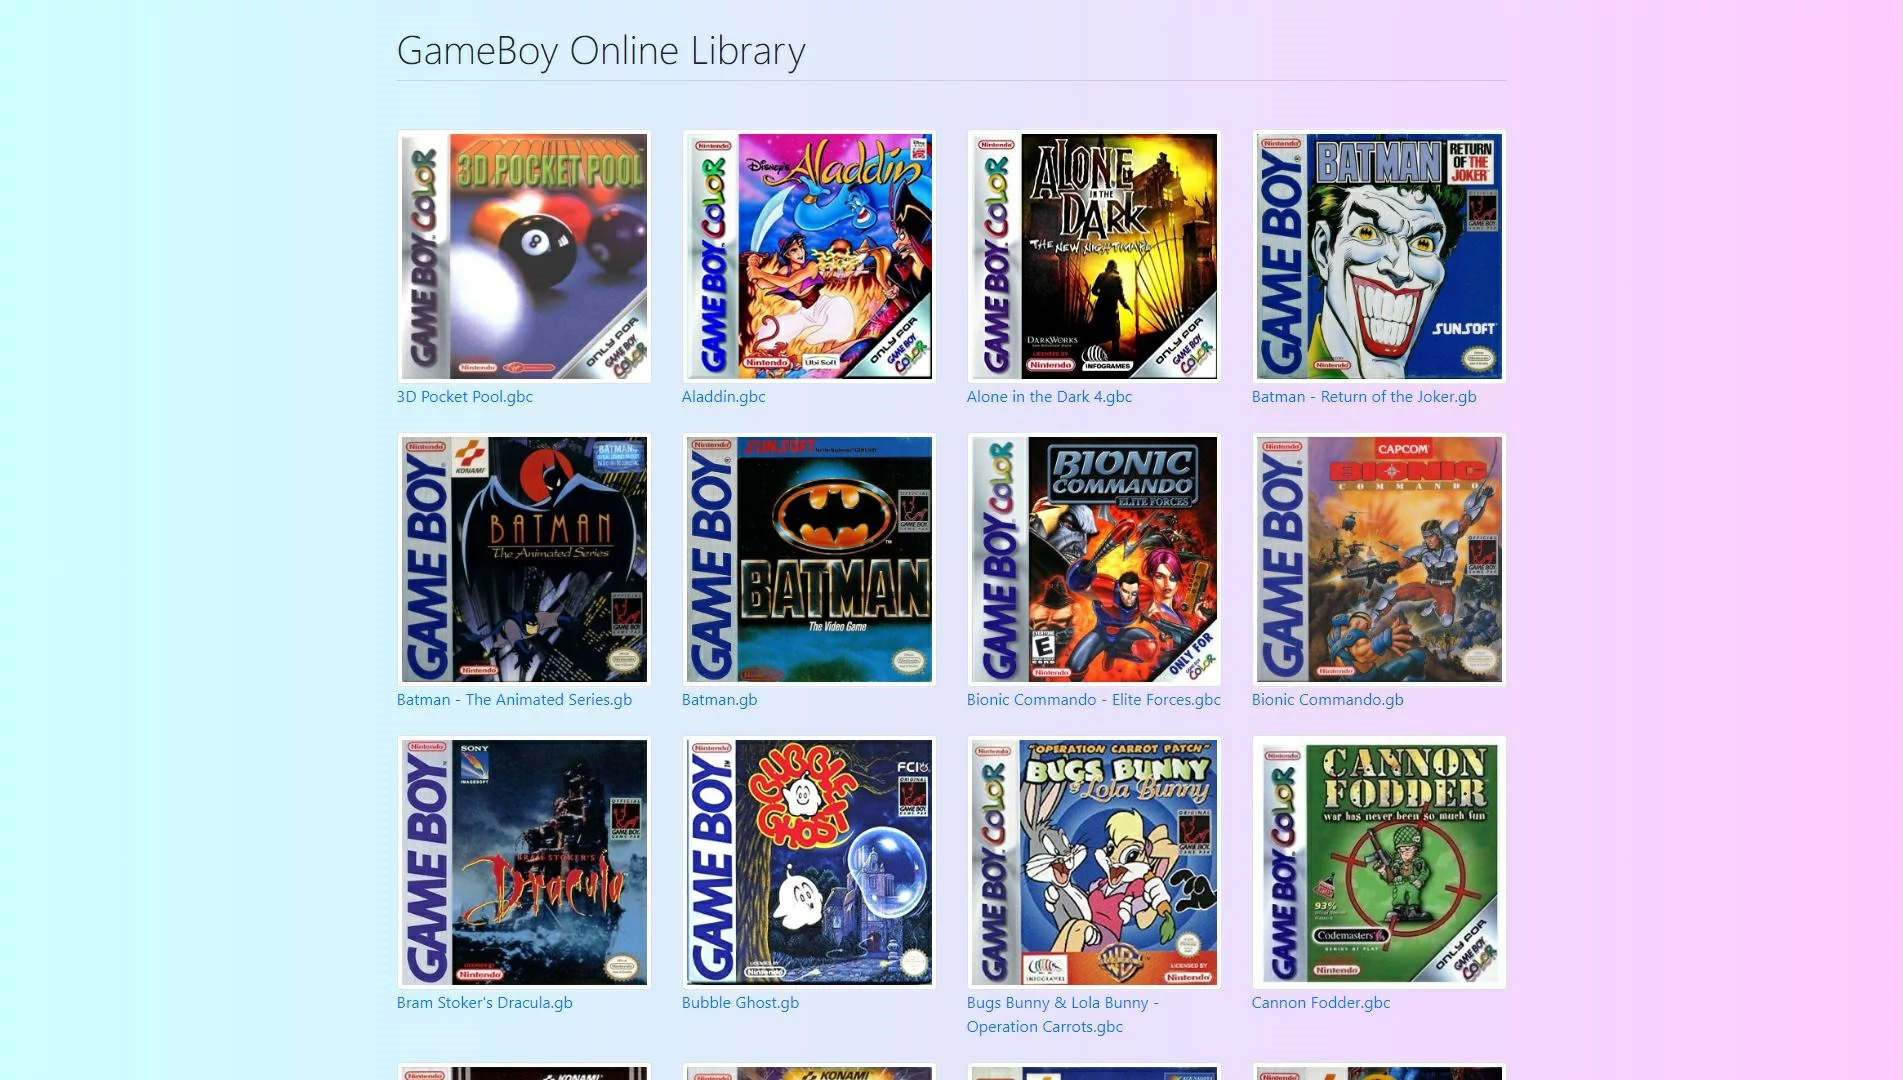 GameBoy Online Library
Nintendo
GAME BOY COLOR
3D POCKET POOL
8
ONLY FOR
GAME BOY
COLOR
Nintendo
3D Pocket Pool.gbc
Nintendo
GAME BOY COLOR
Disney's Aladdin
Nintendo
Ubi Soft
ONLY FOR
GAME BOY
COLOR
Aladdin.gbc
Nintendo
GAME BOY COLOR
ALONE
IN THE
DARK
THE NEW NIGHTMARE
DARKWORKS
LICENSED BY
Nintendo
INFOGRAMES
ONLY FOR
GAME BOY
COLOR
Alone in the Dark 4.gbc
Nintendo
GAME BOY
BATMAN
RETURN
OF THE
JOKER
SUNSOFT
Nintendo
Batman - Return of the Joker.gb
Nintendo
GAME BOY
KONAMI
BATMAN
The Animated Series
Nintendo
Batman - The Animated Series.gb
Nintendo
GAME BOY
SUNSOFT
BATMAN
The Video Game
Batman.gb
GAME BOY COLOR
BIONIC
COMMANDO
ELITE FORCES
E
Nintendo
ONLY FOR
GAME BOY
COLOR
Bionic Commando - Elite Forces.gbc
Nintendo
GAME BOY
CAPCOM
BIONIC
COMMANDO
Nintendo
Bionic Commando.gb
Nintendo
GAME BOY
SONY
IMAGESOFT
BRAM STOKER'S
Dracula
LICENSED BY
Nintendo
Bram Stoker's Dracula.gb
Nintendo
GAME BOY
BUBBLE
GHOST
FCI
LICENSED BY
Nintendo
Bubble Ghost.gb
Nintendo
GAME BOY COLOR
"OPERATION CARROT PATCH"
BUGS BUNNY
& Lola Bunny
INFOGRAMES
WB
LICENSED BY
Nintendo
Bugs Bunny & Lola Bunny -
Operation Carrots.gbc
Nintendo
GAME BOY COLOR
CANNON
FODDER
war has never been so much fun
93%
Codemasters
GENIUS AT PLAY
Nintendo
ONLY FOR
GAME BOY
COLOR
Cannon Fodder.gbc
Nintendo
KONAMI
Nintendo
KONAMI
Nintendo